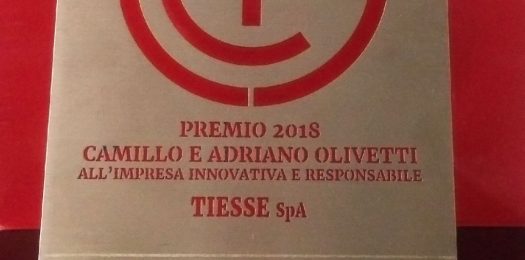 PREMIO 2018
CAMILLO E ADRIANO OLIVETTI
ALL'IMPRESA INNOVATIVA E RESPONSABILE
TIESSE SpA